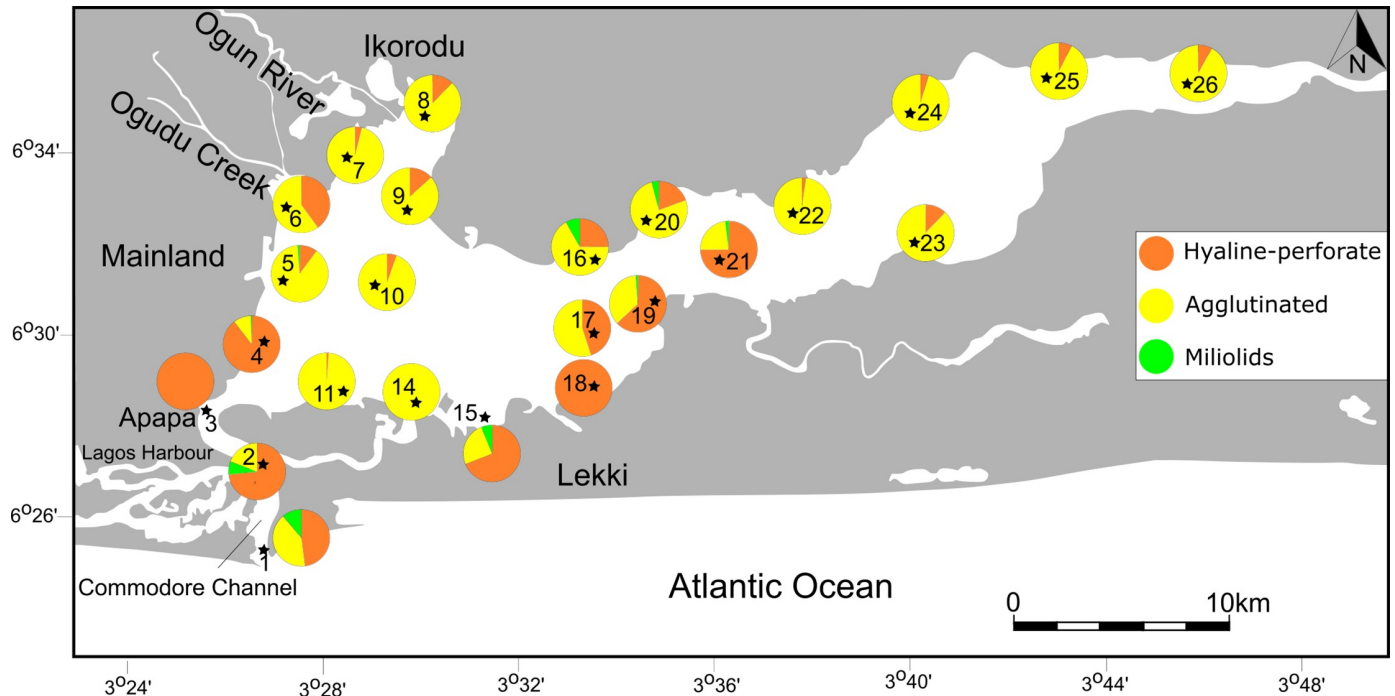 Ogun River
Ikorodu
N
8
25
26
24
Ogudu Creek
6°34'
7
9
6
20
22
23
Mainland
5
16
21
10
Hyaline-perforate
Agglutinated
Miliolids
6°30'
4
17
19
11
14
18
15
Apapa
3
Lagos Harbour
2
Lekki
6°26'
1
Commodore Channel
Atlantic Ocean
0
10km
3°24'
3°28'
3°32'
3°36'
3°40'
3°44'
3°48'